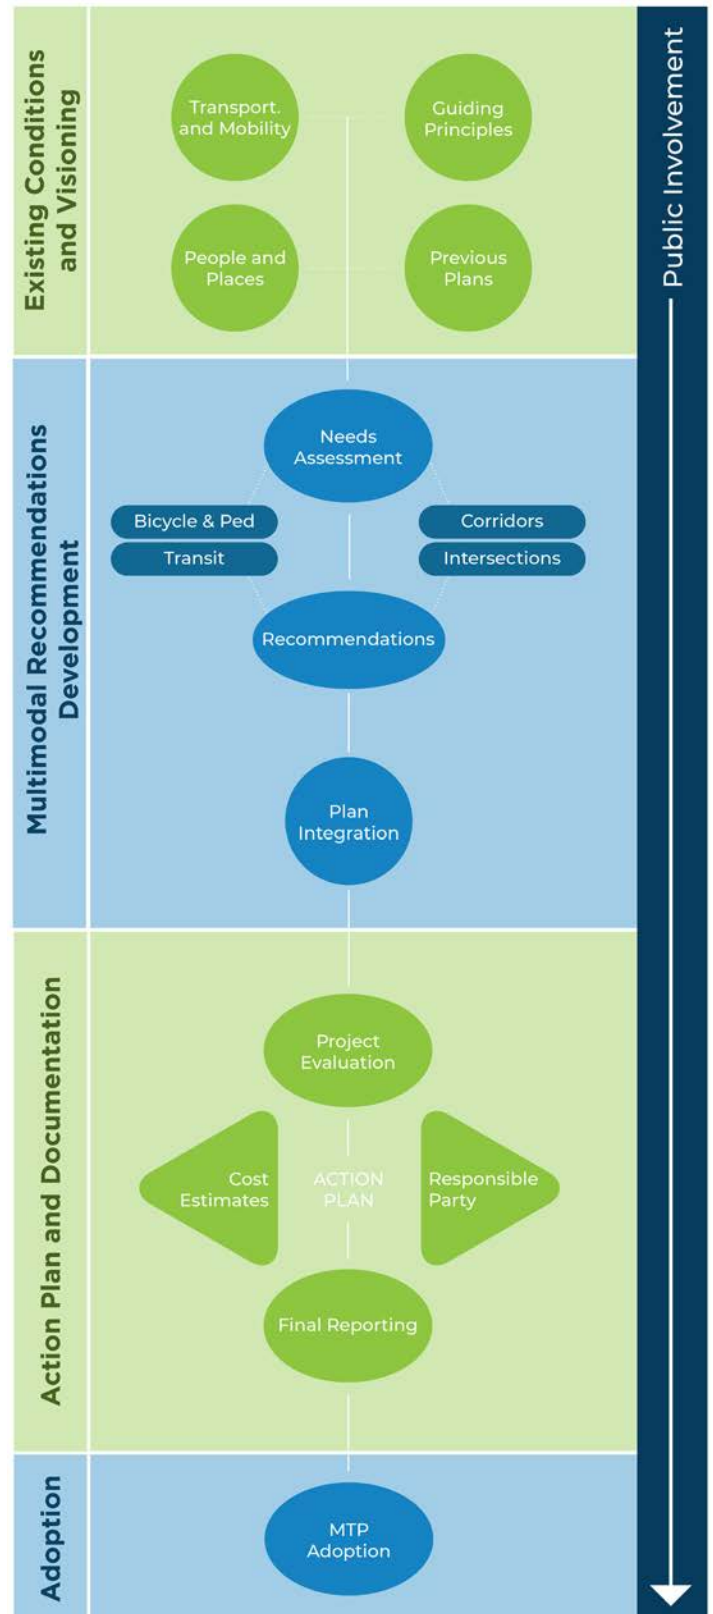 Existing Conditions
and Visioning
Transport.
and Mobility
Guiding
Principles
People and
Places
Previous
Plans
Public Involvement
Multimodal Recommendations
Development
Needs
Assessment
Bicycle & Ped
Transit
Corridors
Intersections
Recommendations
Plan
Integration
Action Plan and Documentation
Project
Evaluation
Cost
Estimates
ACTION
PLAN
Responsible
Party
Final Reporting
Adoption
MTP
Adoption